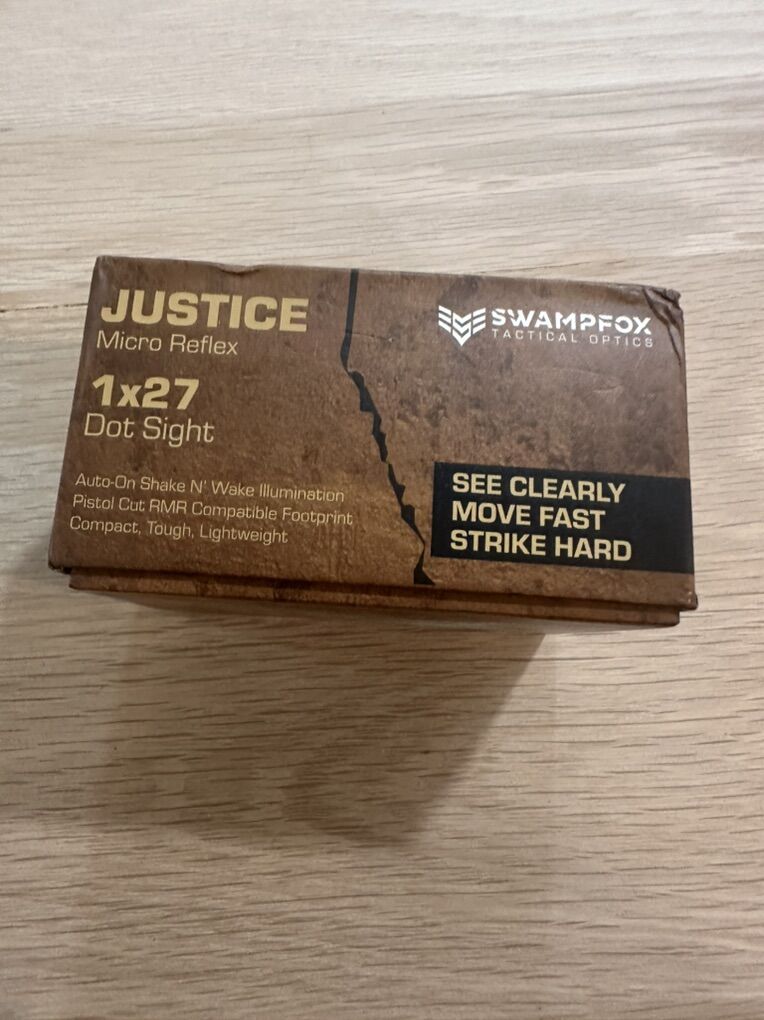 JUSTICE
Micro Reflex
1x27
Dot Sight
Auto-On Shake N' Wake Illumination
Pistol Cut RMR Compatible Footprint
Compact, Tough, Lightweight
SWAMPFOX
TACTICAL OPTICS
SEE CLEARLY
MOVE FAST
STRIKE HARD